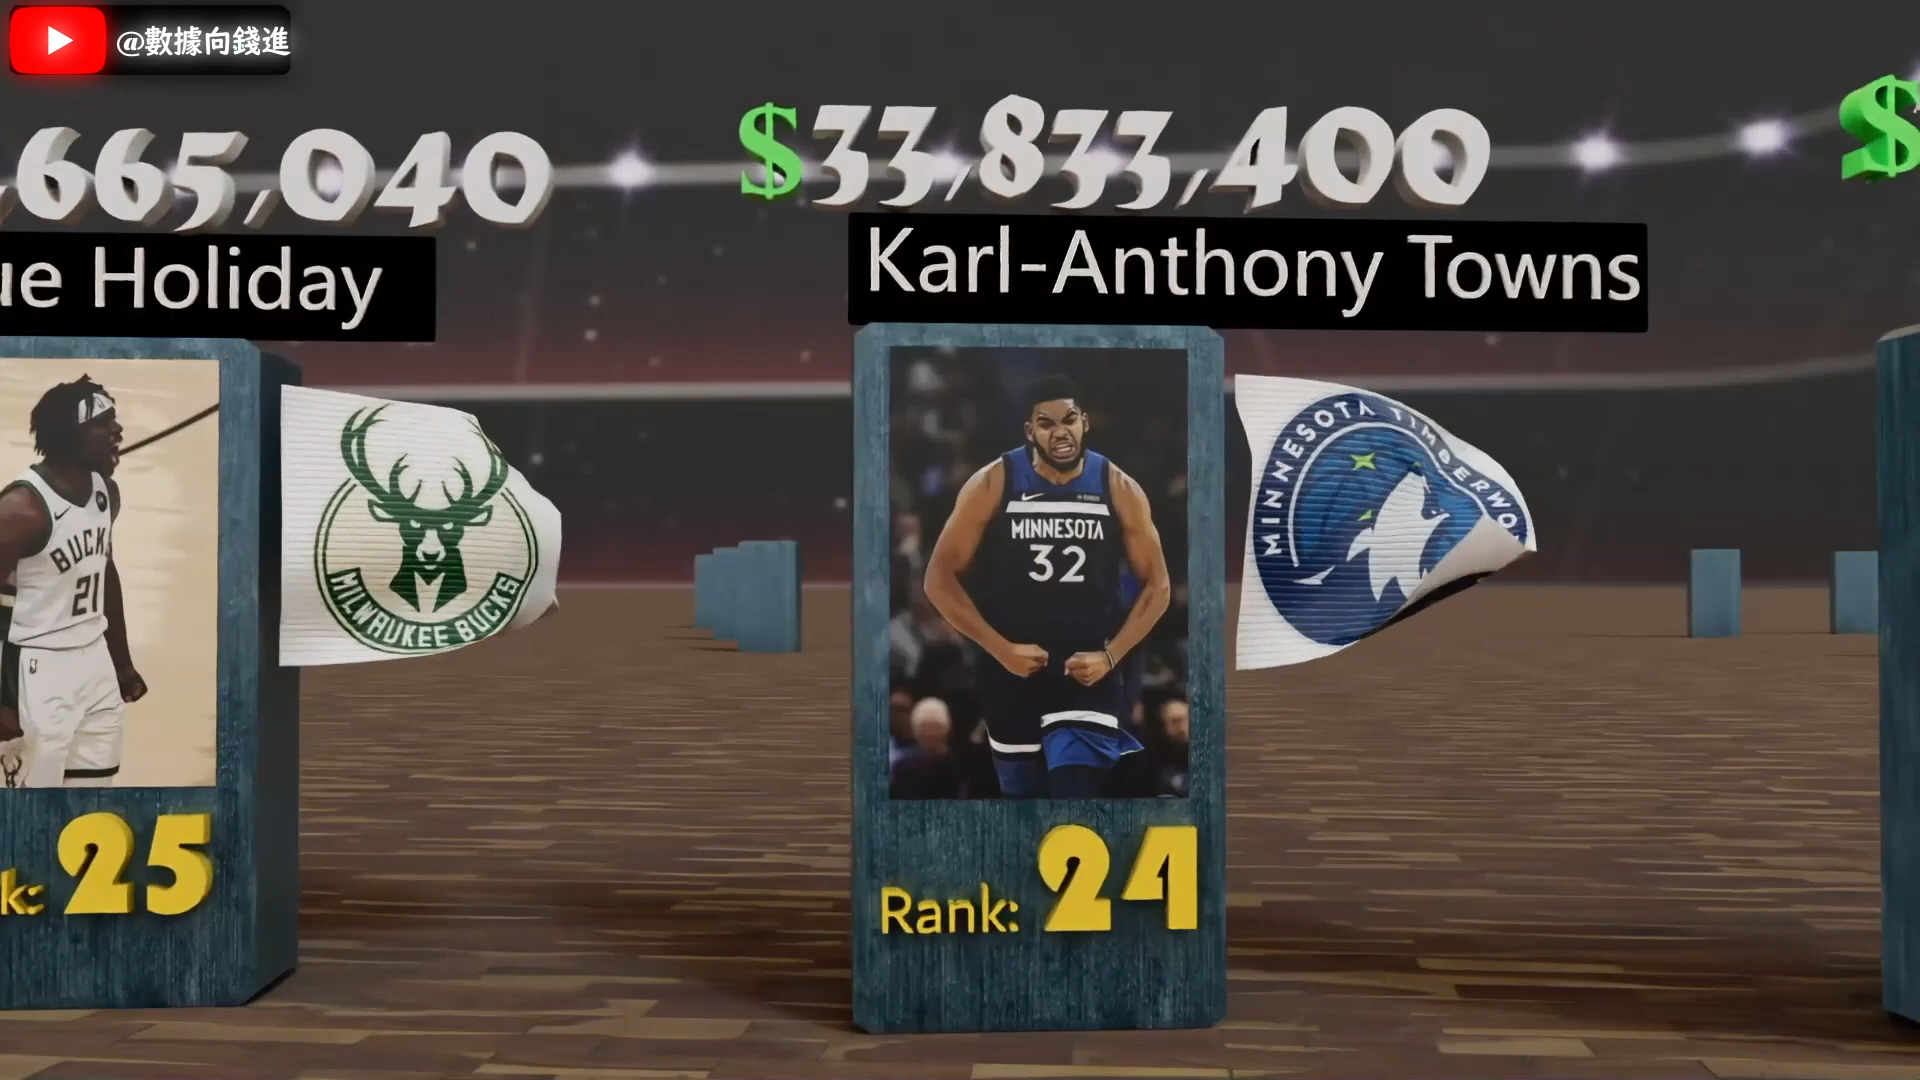 @數據向錢進
,665,040
$33,833,400
$
ue Holiday
Karl-Anthony Towns
BUCKS
21
MILWAUKEE BUCKS
MINNESOTA
32
MINNESOTA TIMBERWO
k: 25
Rank: 24